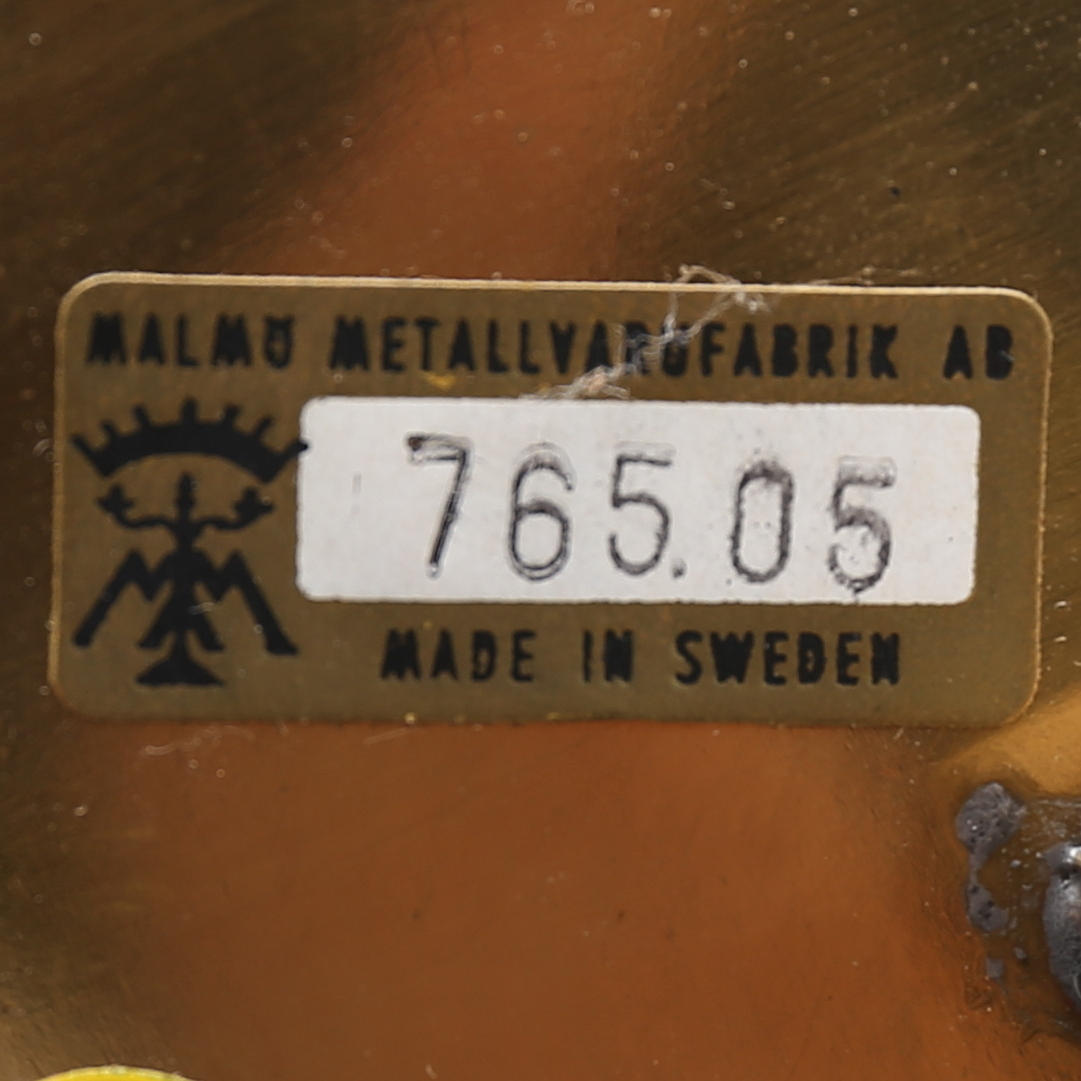 MALMÖ METALLVARUFABRIK AB
765.05
MADE IN SWEDEN